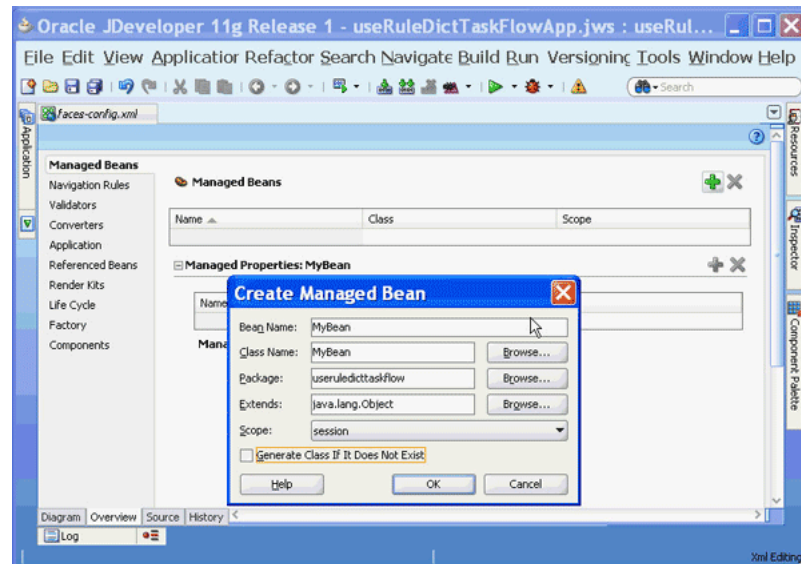 Oracle JDeveloper 11g Release 1 - useRuleDictTaskFlowApp.jws : useRul...
File Edit View Application Refactor Search Navigate Build Run Versioning Tools Window Help
Search
faces-config.xml
Application
Resources
Inspector
Component Palette
Managed Beans
Navigation Rules
Validators
Converters
Application
Referenced Beans
Render Kits
Life Cycle
Factory
Components
Managed Beans
Name Class Scope
Managed Properties: MyBean
Name
Mana
Create Managed Bean
Bean Name: MyBean
Class Name: MyBean Browse...
Package: useruledicttaskflow Browse...
Extends: java.lang.Object Browse...
Scope: session
Generate Class If It Does Not Exist
Help OK Cancel
Diagram Overview Source History
Log
Xml Editing